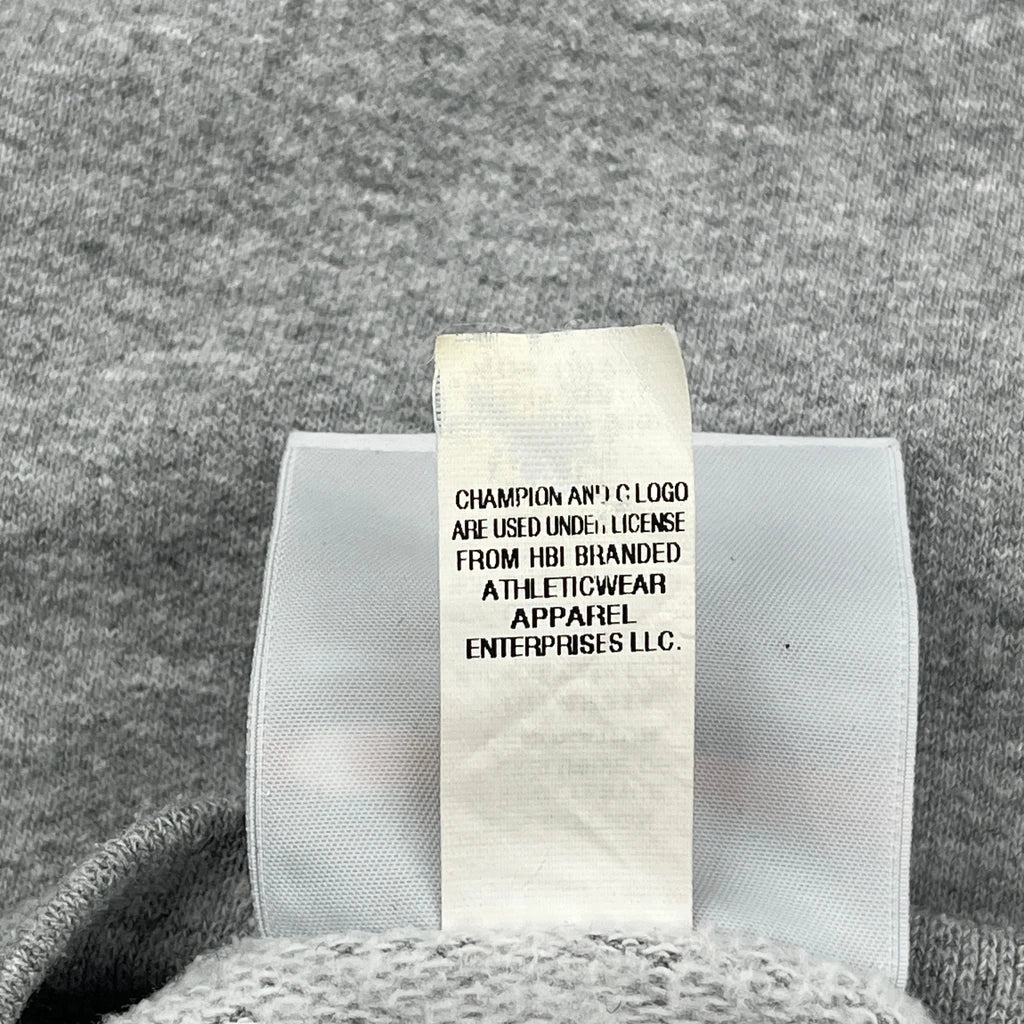 CHAMPION AND C LOGO
ARE USED UNDER LICENSE
FROM HBI BRANDED
ATHLETICWEAR
APPAREL
ENTERPRISES LLC.